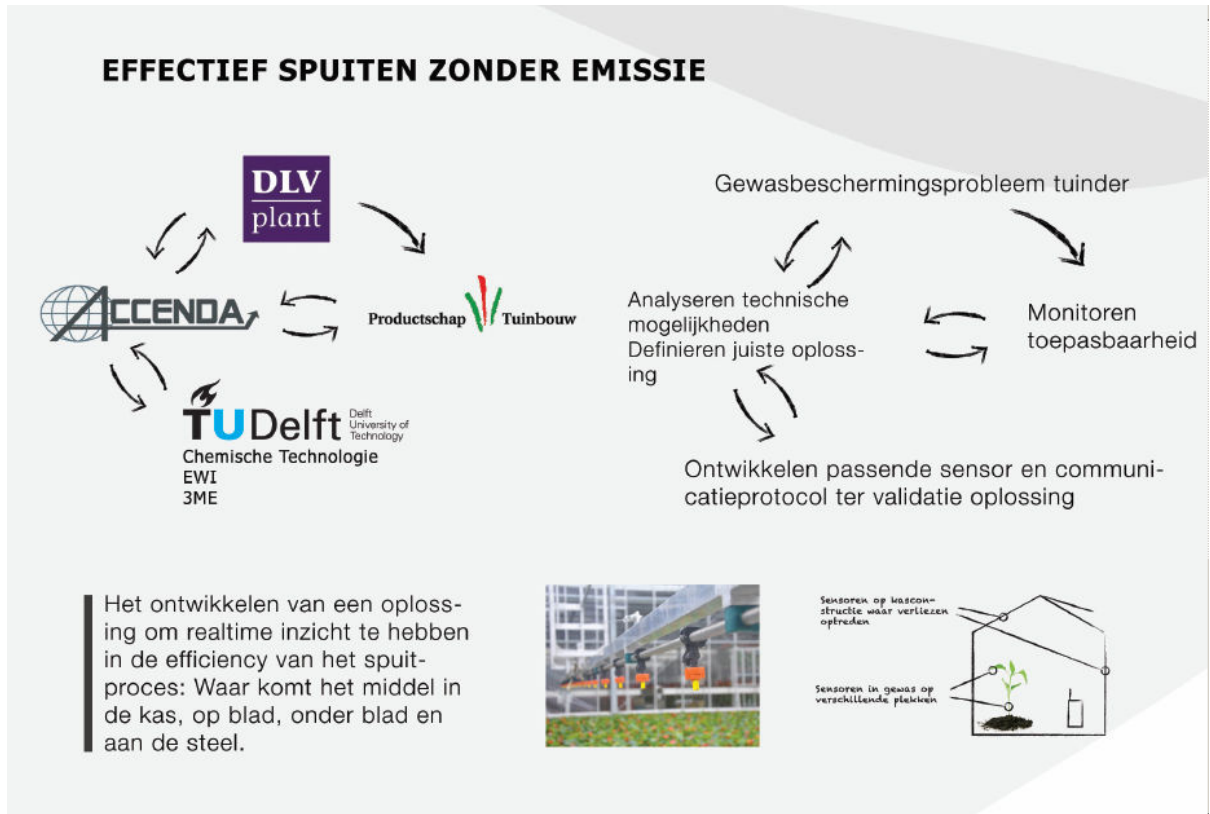 EFFECTIEF SPUITEN ZONDER EMISSIE
DLV
plant
ACCENDA
Productschap Tuinbouw
TU Delft
Delft
University of
Technology
Chemische Technologie
EWI
3ME
Gewasbeschermingsprobleem tuinder
Analyseren technische
mogelijkheden
Definieren juiste oploss-
ing
Monitoren
toepasbaarheid
Ontwikkelen passende sensor en communi-
catieprotocol ter validatie oplossing
Het ontwikkelen van een oploss-
ing om realtime inzicht te hebben
in de efficiency van het spuit-
proces: Waar komt het middel in
de kas, op blad, onder blad en
aan de steel.
Sensoren op kascon-
structie waar verliezen
optreden
Sensoren in gewas op
verschillende plekken